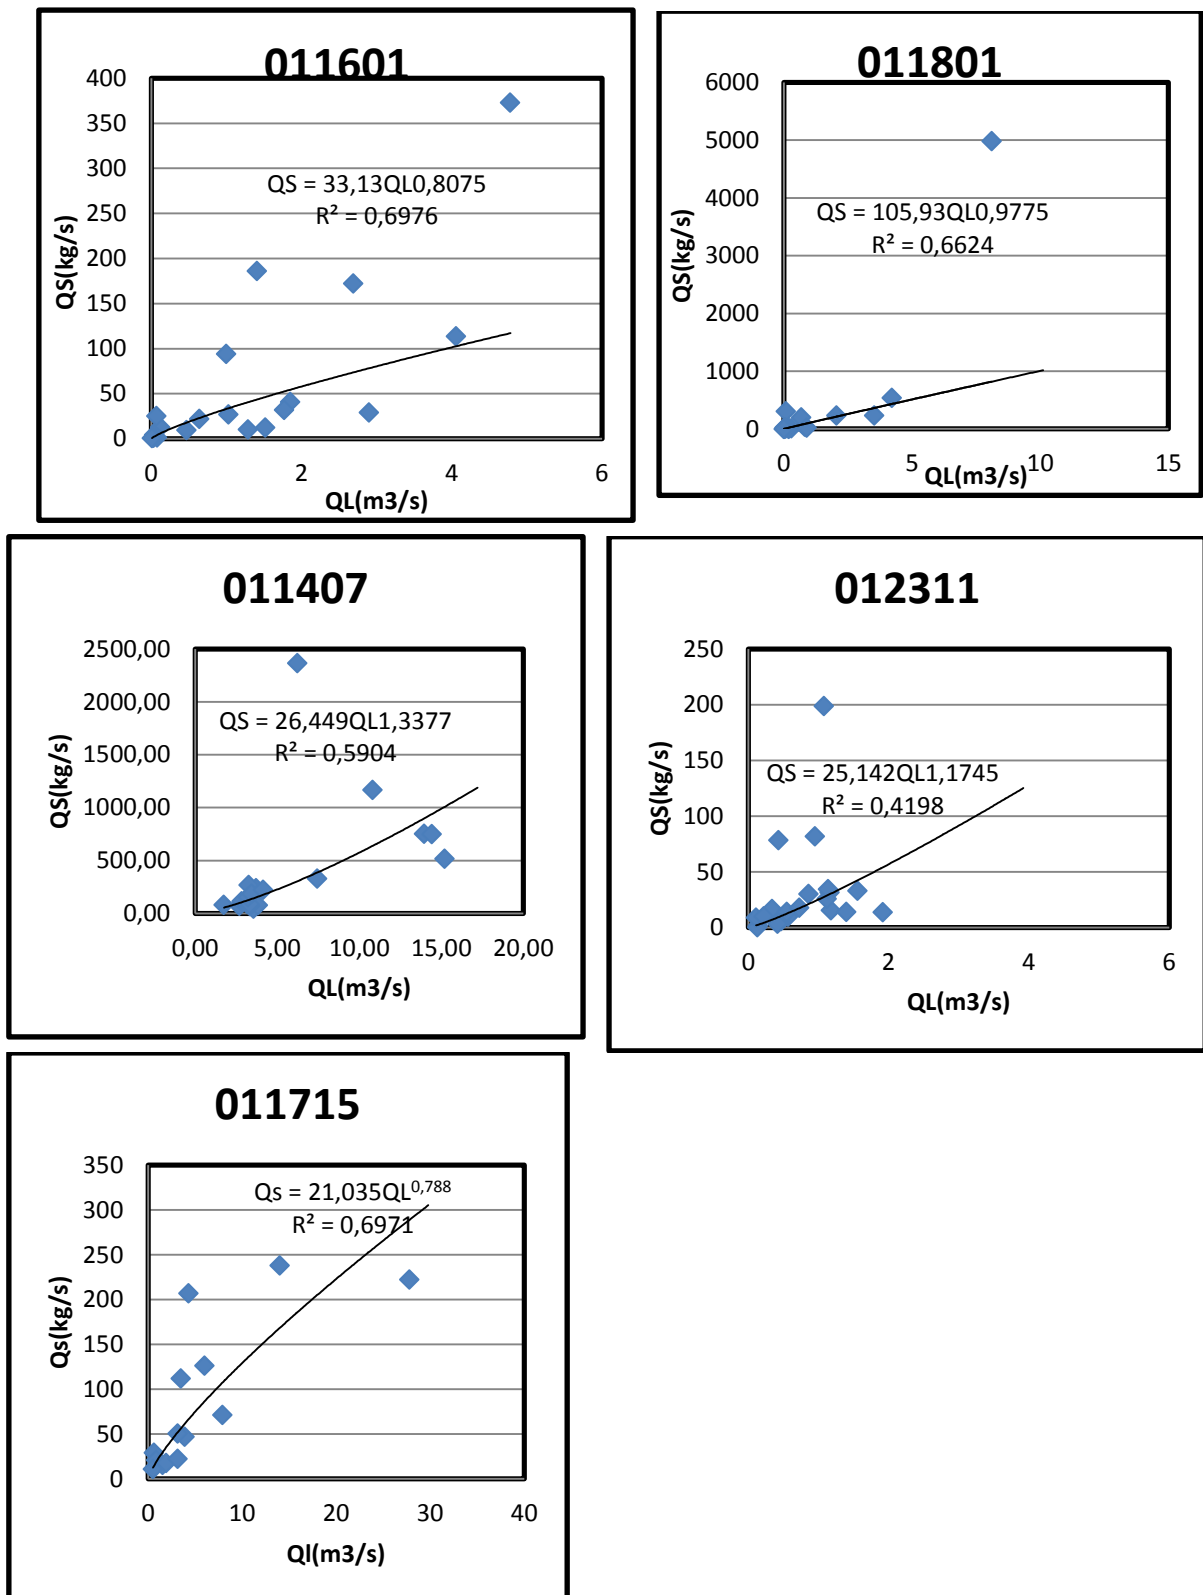 011601
400
350
300
250
200
150
100
50
0
QS(kg/s)
QS = 33,13QL0,8075
R² = 0,6976
0 2 4 6
QL(m3/s)
011801
6000
5000
4000
3000
2000
1000
0
QS(kg/s)
QS = 105,93QL0,9775
R² = 0,6624
0 5 10 15
QL(m3/s)
011407
2500,00
2000,00
1500,00
1000,00
500,00
0,00
QS(kg/s)
QS = 26,449QL1,3377
R² = 0,5904
0,00 5,00 10,00 15,00 20,00
QL(m3/s)
012311
250
200
150
100
50
0
QS(kg/s)
QS = 25,142QL1,1745
R² = 0,4198
0 2 4 6
QL(m3/s)
011715
350
300
250
200
150
100
50
0
Qs(kg/s)
Qs = 21,035QL⁰,⁷⁸⁸
R² = 0,6971
0 10 20 30 40
Ql(m3/s)